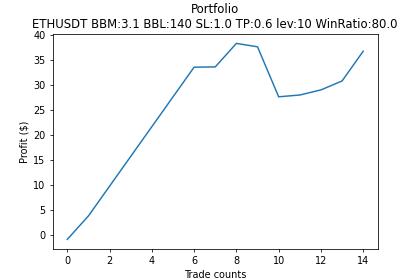 Portfolio
ETHUSDT BBM:3.1 BBL:140 SL:1.0 TP:0.6 lev:10 WinRatio:80.0
Profit ($)
40
35
30
25
20
15
10
5
0
0 2 4 6 8 10 12 14
Trade counts